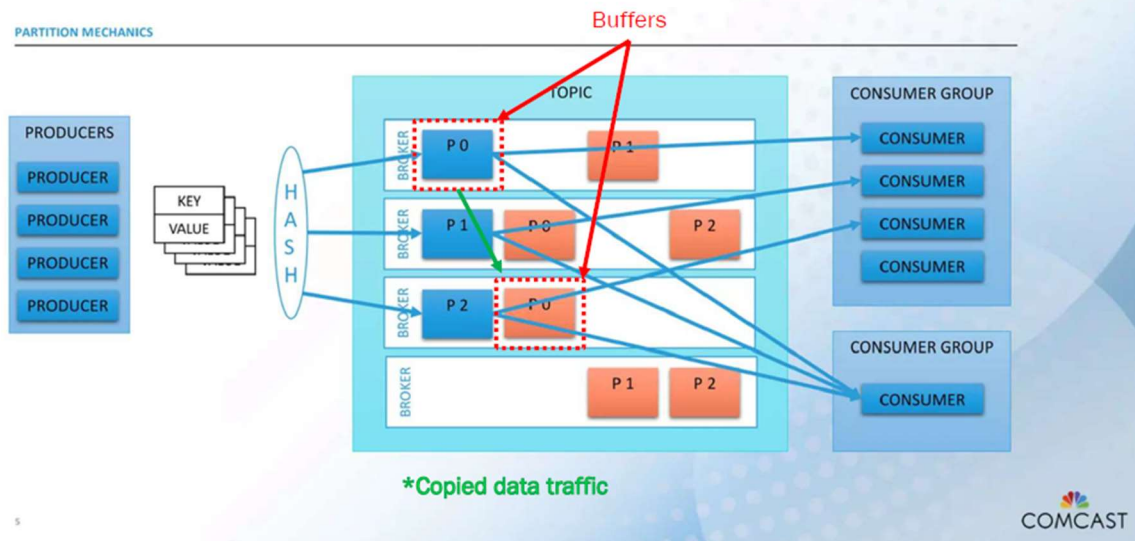 Buffers
PARTITION MECHANICS
TOPIC
CONSUMER GROUP
PRODUCERS
PRODUCER
PRODUCER
PRODUCER
PRODUCER
KEY
VALUE
HASH
BROKER
P 0
P 1
BROKER
P 1
P 0
P 2
BROKER
P 2
P 0
BROKER
P 1
P 2
CONSUMER
CONSUMER
CONSUMER
CONSUMER
CONSUMER GROUP
CONSUMER
*Copied data traffic
5
COMCAST